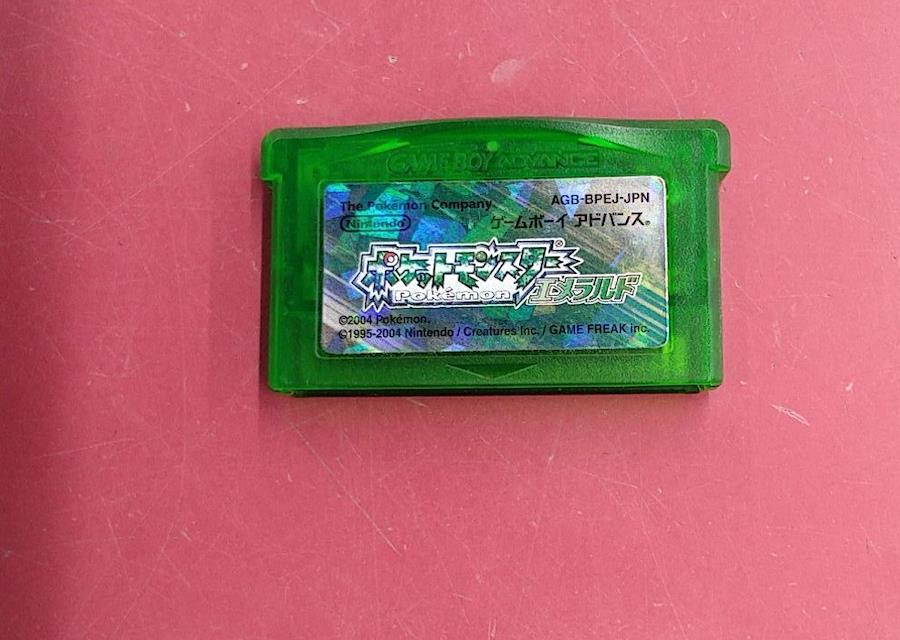 GAME BOY ADVANCE
The Pokémon Company.
AGB-BPEJ-JPN
Nintendo
ゲームボーイ アドバンス®
ポケットモンスター
Pokémon
エメラルド
©2004 Pokémon.
©1995-2004 Nintendo / Creatures Inc. / GAME FREAK inc.